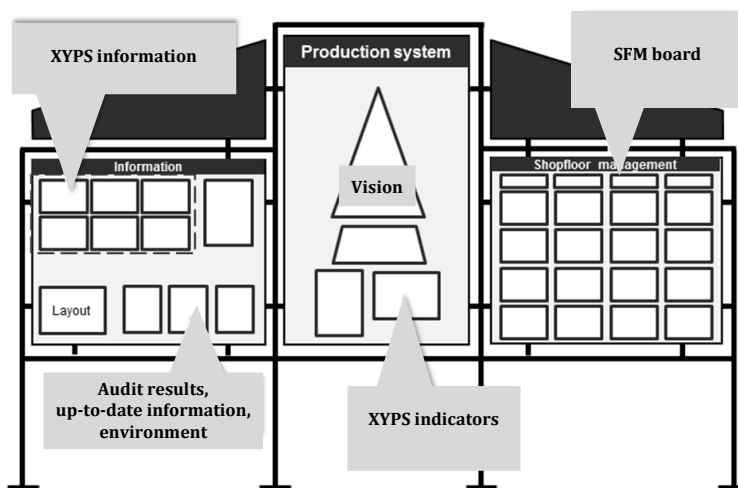 XYPS information
Production system
SFM board
Information
Shopfloor management
Vision
Layout
Audit results,
up-to-date information,
environment
XYPS indicators